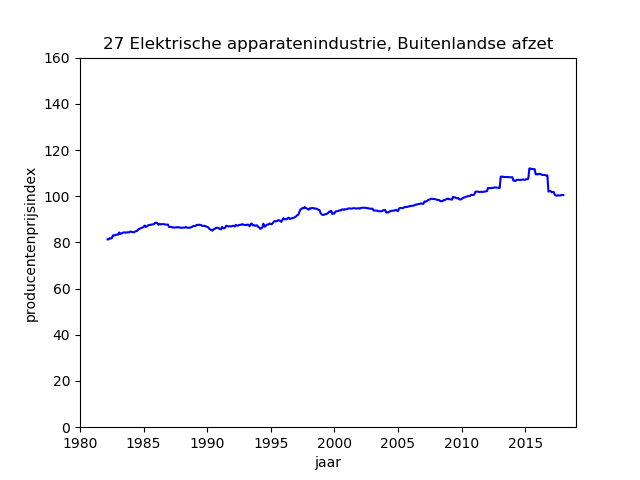 27 Elektrische apparatenindustrie, Buitenlandse afzet
160
140
120
100
80
60
40
20
0
producentenprijsindex
1980 1985 1990 1995 2000 2005 2010 2015
jaar